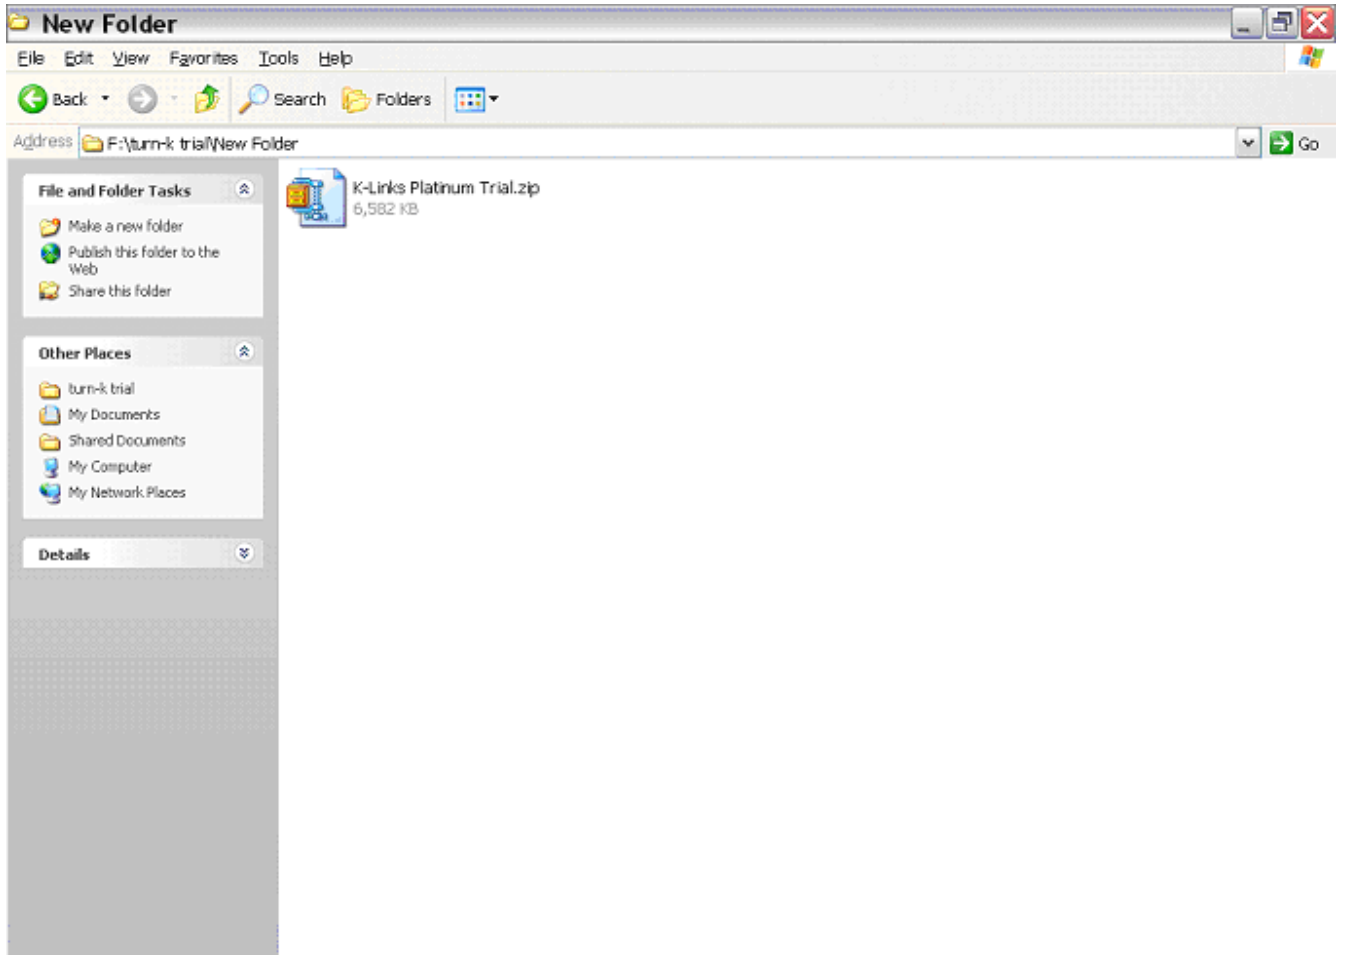 New Folder
File Edit View Favorites Tools Help
Back Search Folders
Address F:\turn-k trial\New Folder Go
File and Folder Tasks
Make a new folder
Publish this folder to the
Web
Share this folder
Other Places
turn-k trial
My Documents
Shared Documents
My Computer
My Network Places
Details
K-Links Platinum Trial.zip
6,582 KB